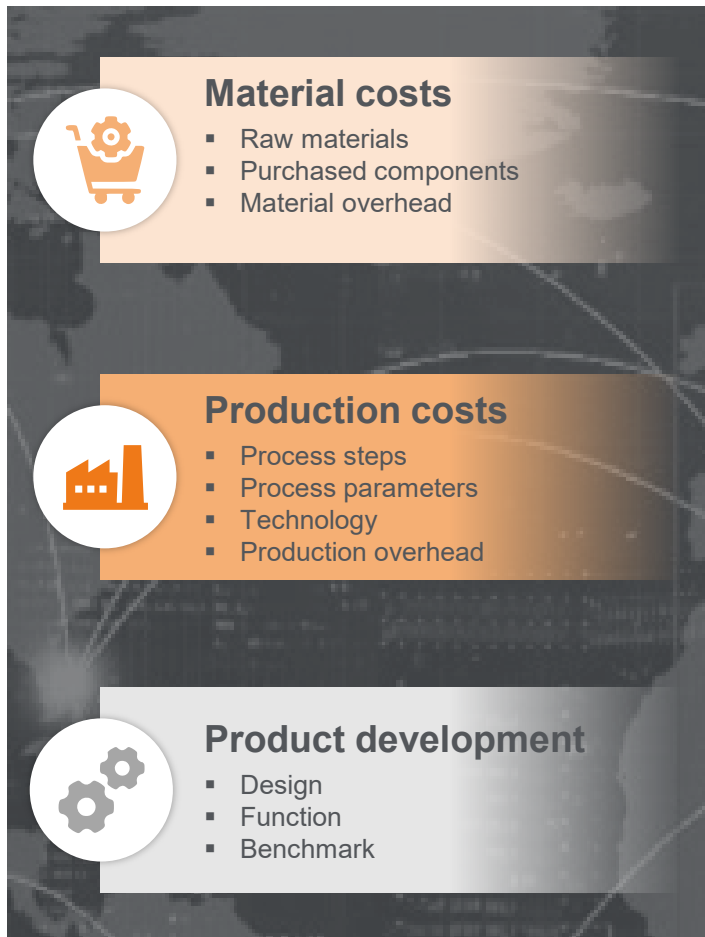 Material costs
▪ Raw materials
▪ Purchased components
▪ Material overhead
Production costs
▪ Process steps
▪ Process parameters
▪ Technology
▪ Production overhead
Product development
▪ Design
▪ Function
▪ Benchmark